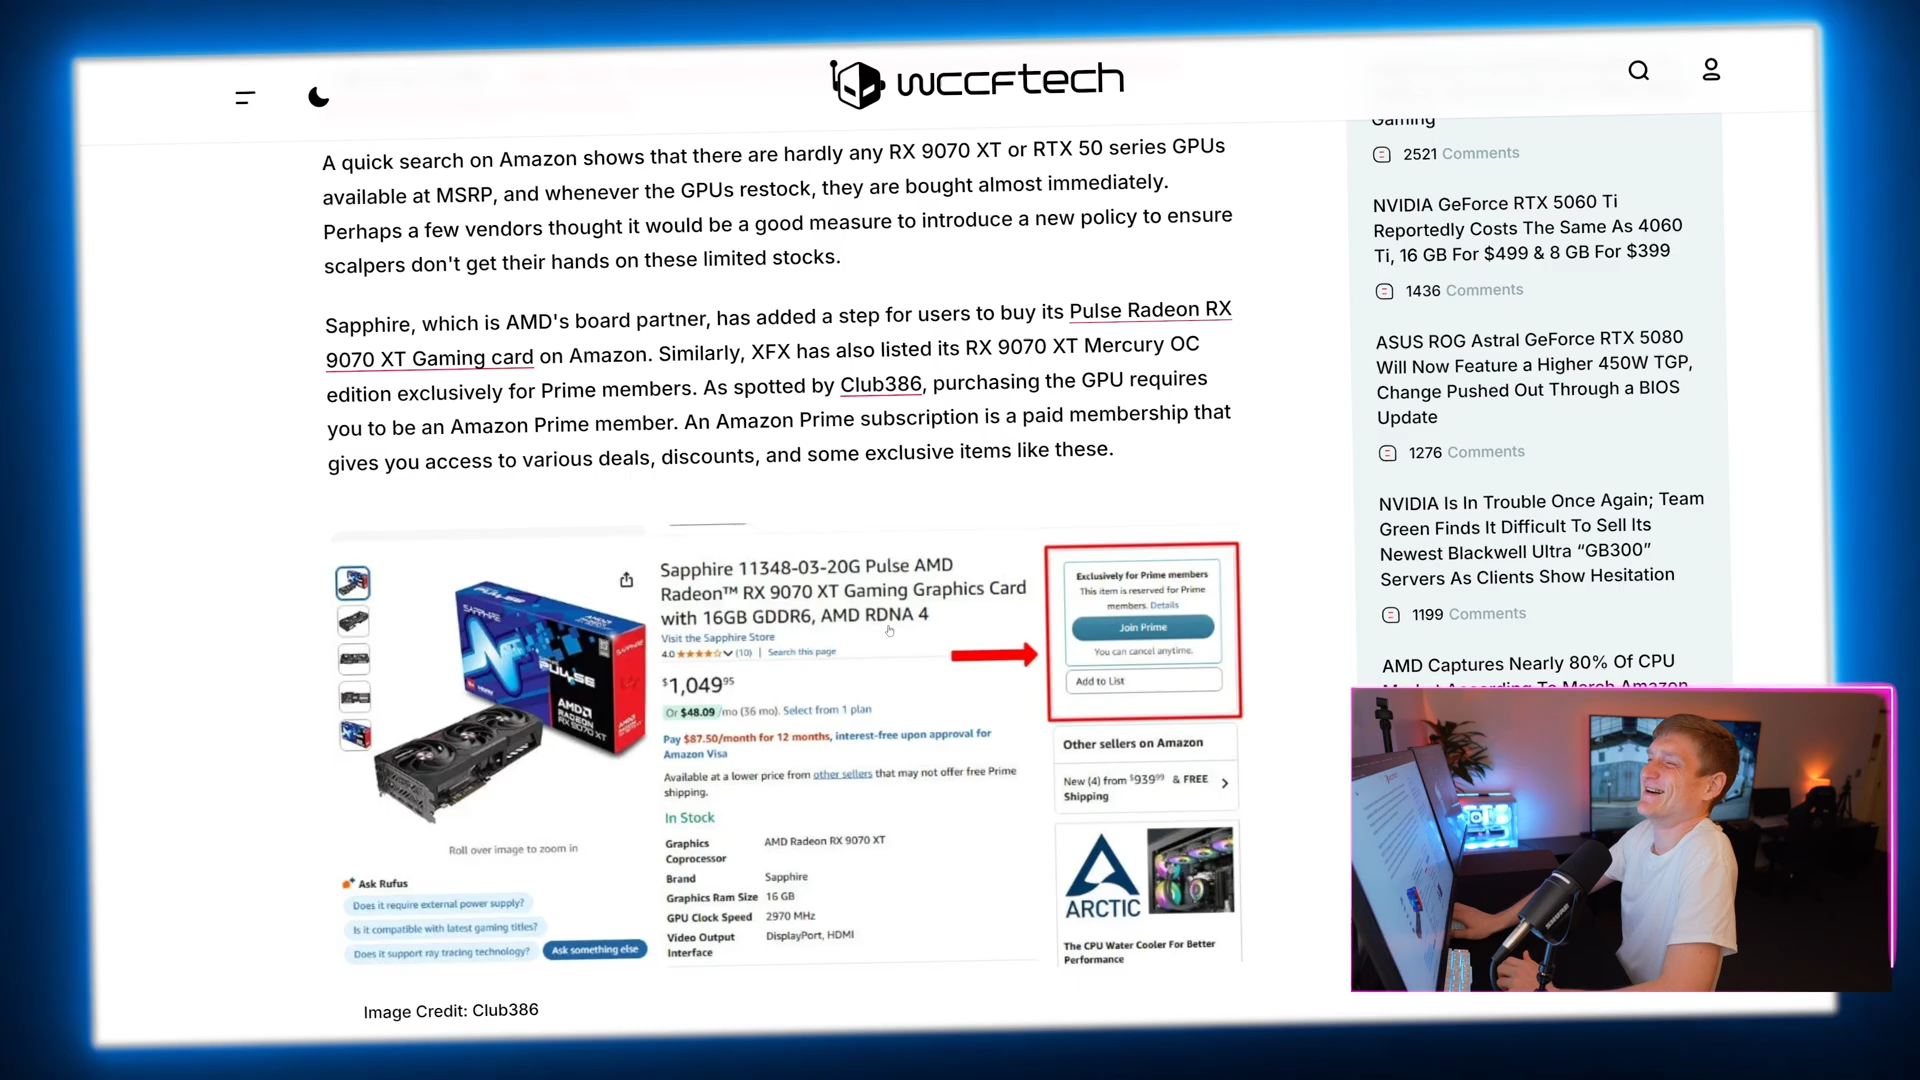 wccftech
A quick search on Amazon shows that there are hardly any RX 9070 XT or RTX 50 series GPUs
available at MSRP, and whenever the GPUs restock, they are bought almost immediately.
Perhaps a few vendors thought it would be a good measure to introduce a new policy to ensure
scalpers don't get their hands on these limited stocks.
Sapphire, which is AMD's board partner, has added a step for users to buy its Pulse Radeon RX
9070 XT Gaming card on Amazon. Similarly, XFX has also listed its RX 9070 XT Mercury OC
edition exclusively for Prime members. As spotted by Club386, purchasing the GPU requires
you to be an Amazon Prime member. An Amazon Prime subscription is a paid membership that
gives you access to various deals, discounts, and some exclusive items like these.
SAPPHIRE
PULSE
AMD
RADEON
RX 9070 XT
Roll over image to zoom in
Ask Rufus
Does it require external power supply?
Is it compatible with latest gaming titles?
Does it support ray tracing technology?
Ask something else
Sapphire 11348-03-20G Pulse AMD
Radeon™ RX 9070 XT Gaming Graphics Card
with 16GB GDDR6, AMD RDNA 4
Visit the Sapphire Store
4.0 (10) | Search this page
$1,049.95
Or $48.09 /mo (36 mo). Select from 1 plan
Pay $87.50/month for 12 months, interest-free upon approval for
Amazon Visa
Available at a lower price from other sellers that may not offer free Prime
shipping.
In Stock
Graphics Coprocessor AMD Radeon RX 9070 XT
Brand Sapphire
Graphics Ram Size 16 GB
GPU Clock Speed 2970 MHz
Video Output Interface DisplayPort, HDMI
Exclusively for Prime members
This item is reserved for Prime
members. Details
Join Prime
You can cancel anytime.
Add to List
Other sellers on Amazon
New (4) from $939.99 & FREE
Shipping
ARCTIC
The CPU Water Cooler For Better
Performance
Image Credit: Club386
Gaming
2521 Comments
NVIDIA GeForce RTX 5060 Ti
Reportedly Costs The Same As 4060
Ti, 16 GB For $499 & 8 GB For $399
1436 Comments
ASUS ROG Astral GeForce RTX 5080
Will Now Feature a Higher 450W TGP,
Change Pushed Out Through a BIOS
Update
1276 Comments
NVIDIA Is In Trouble Once Again; Team
Green Finds It Difficult To Sell Its
Newest Blackwell Ultra “GB300”
Servers As Clients Show Hesitation
1199 Comments
AMD Captures Nearly 80% Of CPU